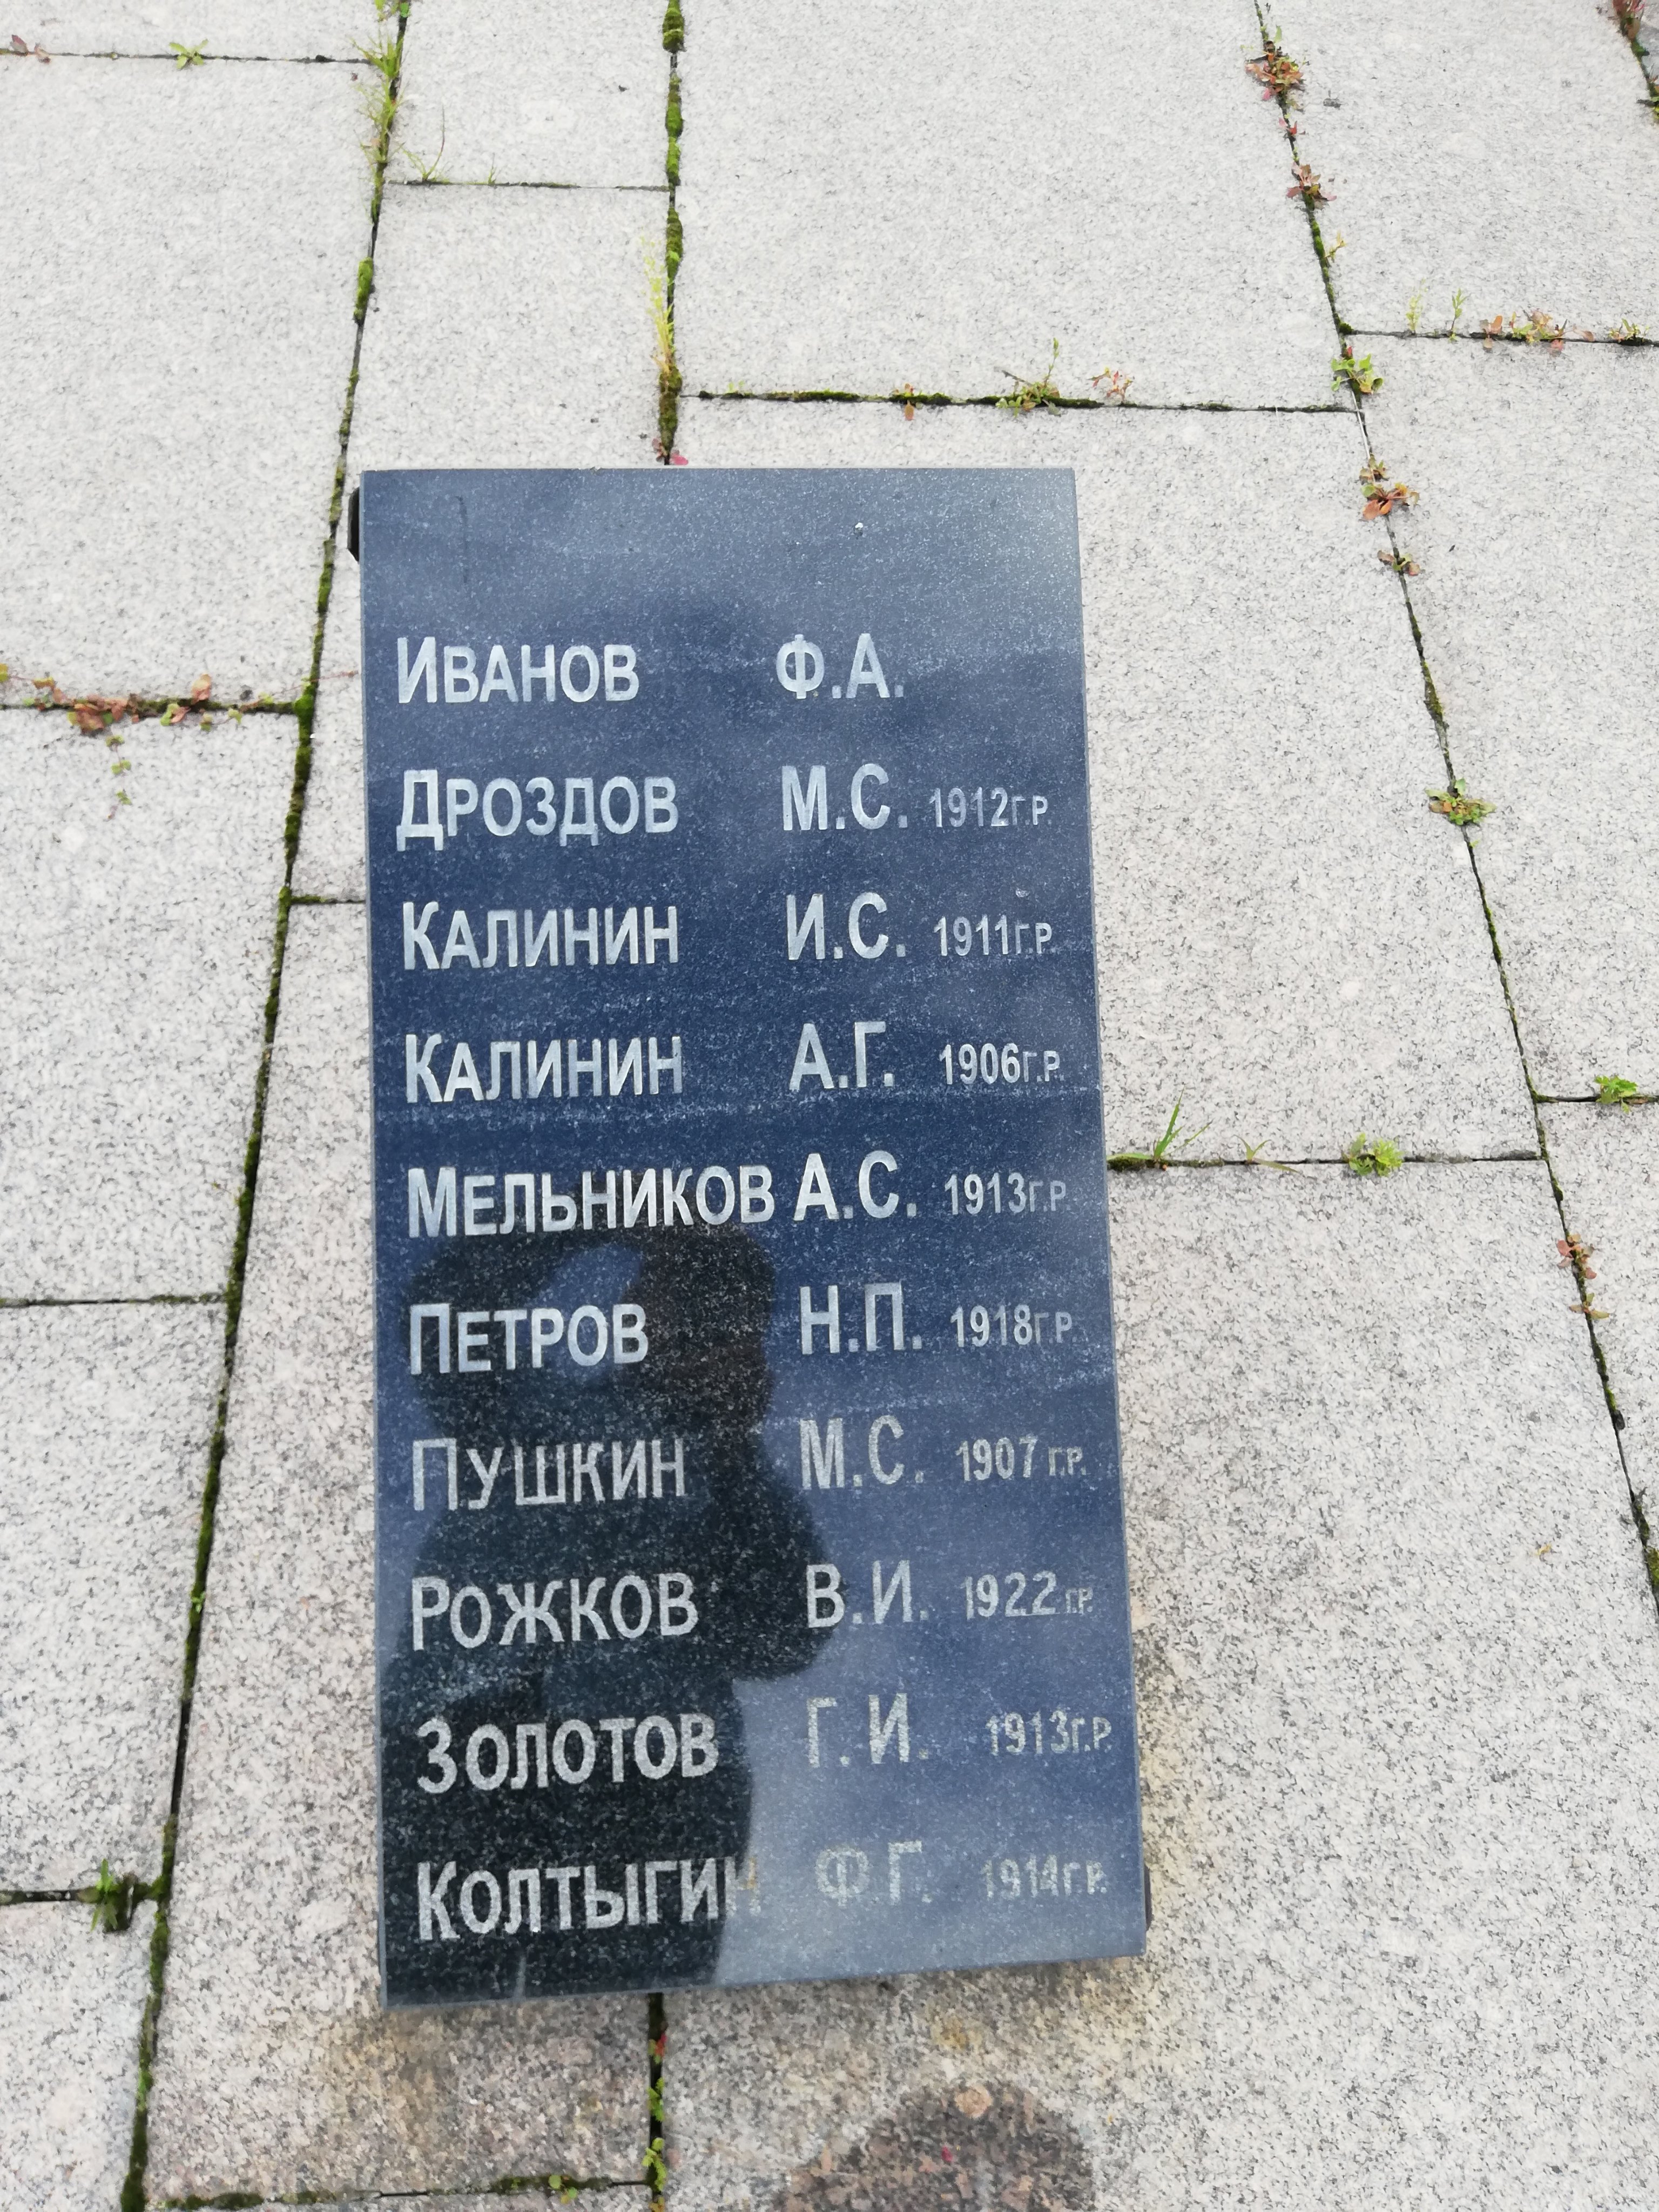 Иванов Ф.А.
Дроздов М.С. 1912г.р.
Калинин И.С. 1911г.р.
Калинин А.Г. 1906г.р.
Мельников А.С. 1913г.р.
Петров Н.П. 1918г.р.
Пушкин М.С. 1907 г.р.
Рожков В.И. 1922 г.р.
Золотов Г.И. 1913г.р.
Колтыгин Ф.Г. 1914г.р.